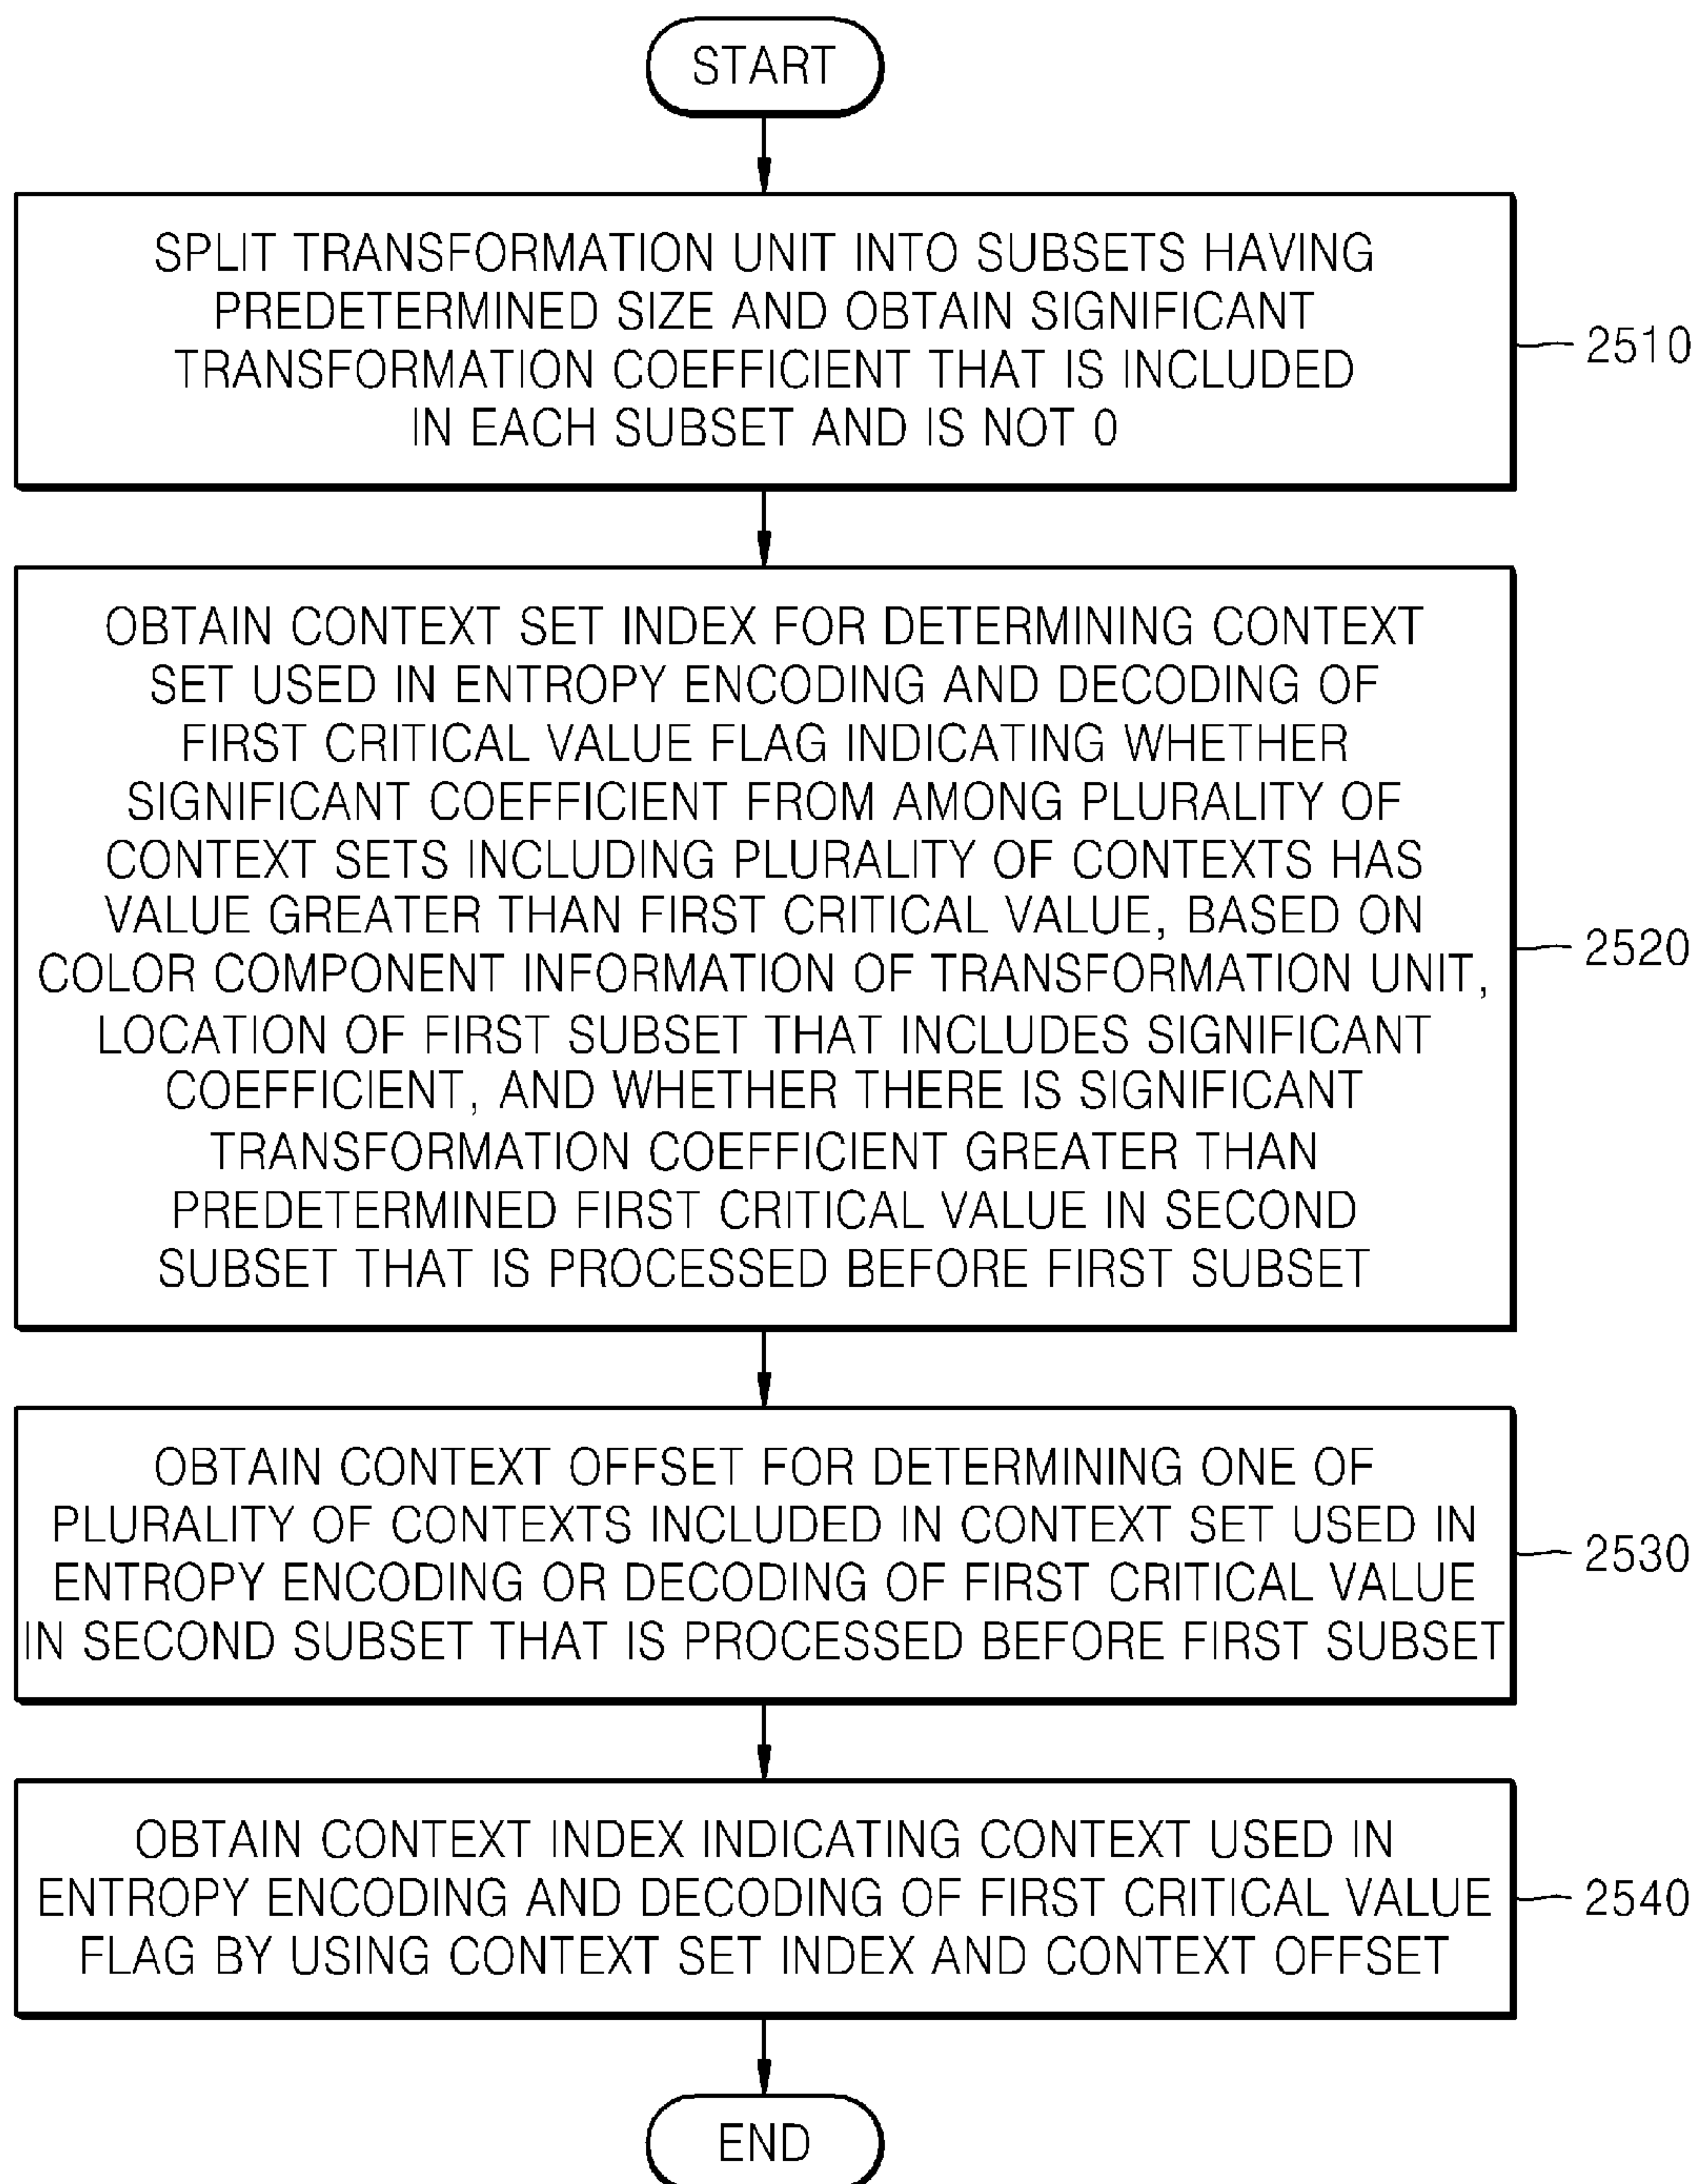 START
SPLIT TRANSFORMATION UNIT INTO SUBSETS HAVING
PREDETERMINED SIZE AND OBTAIN SIGNIFICANT
TRANSFORMATION COEFFICIENT THAT IS INCLUDED
IN EACH SUBSET AND IS NOT 0
2510
OBTAIN CONTEXT SET INDEX FOR DETERMINING CONTEXT
SET USED IN ENTROPY ENCODING AND DECODING OF
FIRST CRITICAL VALUE FLAG INDICATING WHETHER
SIGNIFICANT COEFFICIENT FROM AMONG PLURALITY OF
CONTEXT SETS INCLUDING PLURALITY OF CONTEXTS HAS
VALUE GREATER THAN FIRST CRITICAL VALUE, BASED ON
COLOR COMPONENT INFORMATION OF TRANSFORMATION UNIT,
LOCATION OF FIRST SUBSET THAT INCLUDES SIGNIFICANT
COEFFICIENT, AND WHETHER THERE IS SIGNIFICANT
TRANSFORMATION COEFFICIENT GREATER THAN
PREDETERMINED FIRST CRITICAL VALUE IN SECOND
SUBSET THAT IS PROCESSED BEFORE FIRST SUBSET
2520
OBTAIN CONTEXT OFFSET FOR DETERMINING ONE OF
PLURALITY OF CONTEXTS INCLUDED IN CONTEXT SET USED IN
ENTROPY ENCODING OR DECODING OF FIRST CRITICAL VALUE
IN SECOND SUBSET THAT IS PROCESSED BEFORE FIRST SUBSET
2530
OBTAIN CONTEXT INDEX INDICATING CONTEXT USED IN
ENTROPY ENCODING AND DECODING OF FIRST CRITICAL VALUE
FLAG BY USING CONTEXT SET INDEX AND CONTEXT OFFSET
2540
END